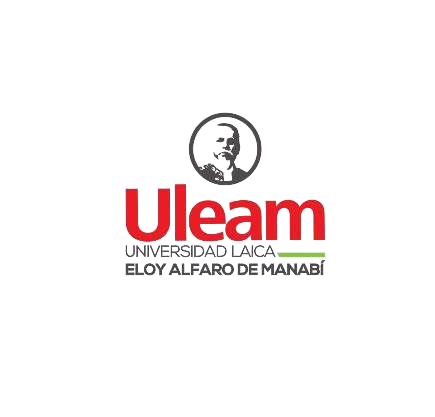 Uleam
UNIVERSIDAD LAICA
ELOY ALFARO DE MANABÍ